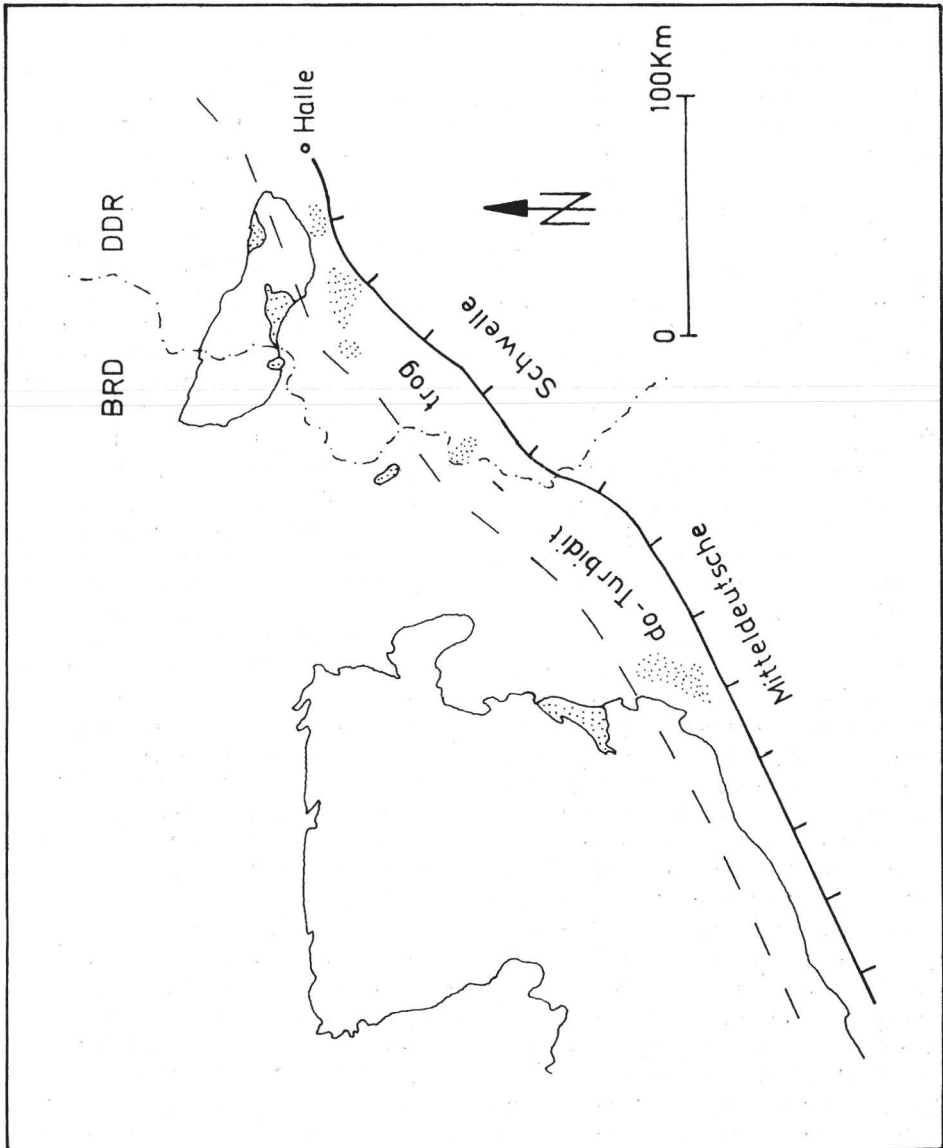 BRD
DDR
Halle
trog
Schwelle
do-Turbidit
Mitteldeutsche
N
0
100Km